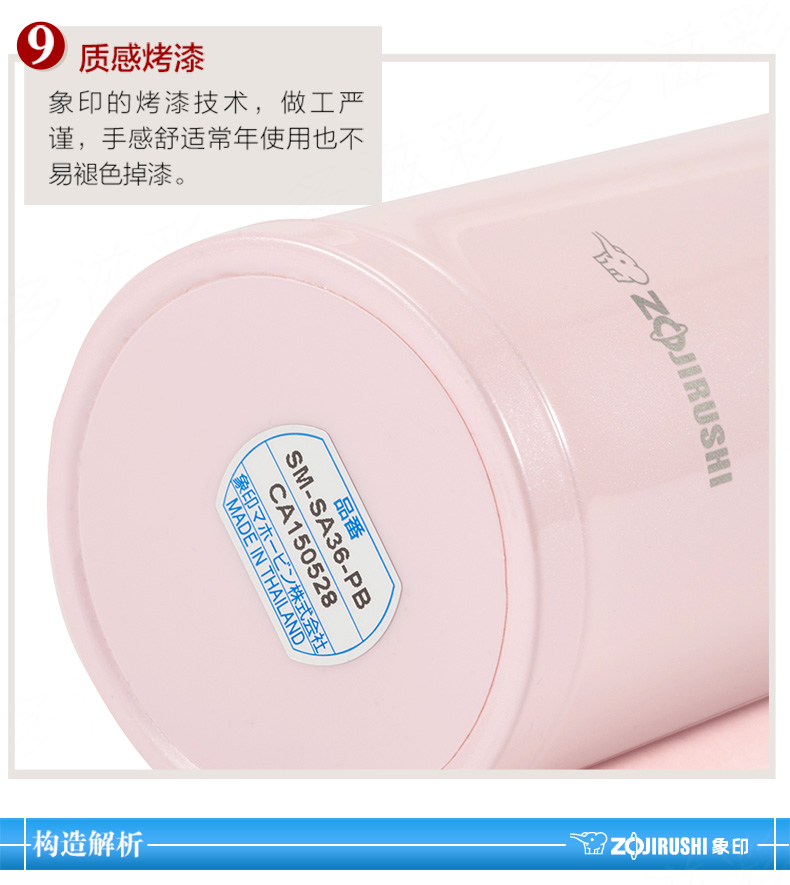 9
质感烤漆
象印的烤漆技术，做工严
谨，手感舒适常年使用也不
易褪色掉漆。
ZOJIRUSHI
品番
SM-SA36-PB
CA150528
象印マホービン株式会社
MADE IN THAILAND
构造解析
ZOJIRUSHI 象印